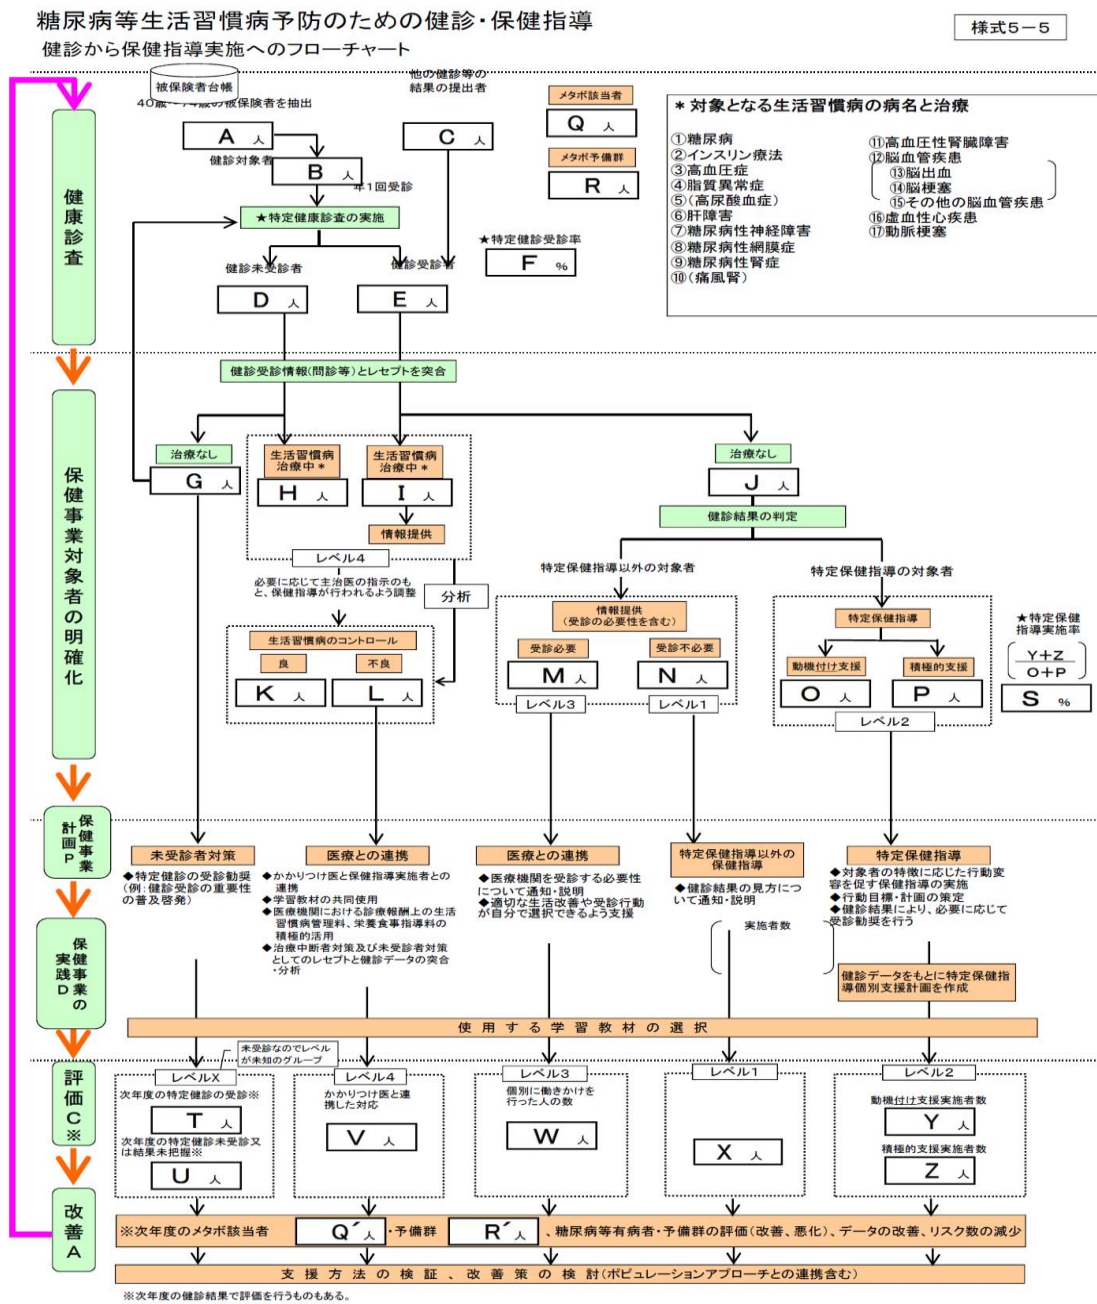 糖尿病等生活習慣病予防のための健診・保健指導
様式5－5
健診から保健指導実施へのフローチャート
健康診査
被保険者台帳
40歳～74歳の被保険者を抽出
A 人
健診対象者
B 人
年1回受診
他の健診等の
結果の提出者
C 人
メタボ該当者
Q 人
メタボ予備群
R 人
＊対象となる生活習慣病の病名と治療
①糖尿病
②インスリン療法
③高血圧症
④脂質異常症
⑤(高尿酸血症)
⑥肝障害
⑦糖尿病性神経障害
⑧糖尿病性網膜症
⑨糖尿病性腎症
⑩(痛風腎)
⑪高血圧性腎臓障害
⑫脳血管疾患
⑬脳出血
⑭脳梗塞
⑮その他の脳血管疾患
⑯虚血性心疾患
⑰動脈梗塞
★特定健康診査の実施
★特定健診受診率
F %
健診未受診者
D 人
健診受診者
E 人
保健事業対象者の明確化
健診受診情報(問診等)とレセプトを突合
治療なし
G 人
生活習慣病
治療中＊
H 人
生活習慣病
治療中＊
I 人
情報提供
レベル4
必要に応じて主治医の指示のも
と、保健指導が行われるよう調整
分析
生活習慣病のコントロール
良
K 人
不良
L 人
治療なし
J 人
健診結果の判定
特定保健指導以外の対象者
情報提供
(受診の必要性を含む)
受診必要
M 人
レベル3
受診不必要
N 人
レベル1
特定保健指導の対象者
特定保健指導
動機付け支援
O 人
積極的支援
P 人
レベル2
★特定保健
指導実施率
Y+Z
O+P
S %
保健事業
計画P
未受診者対策
◆特定健診の受診勧奨
(例:健診受診の重要性
の普及啓発)
医療との連携
◆かかりつけ医と保健指導実施者との
連携
◆学習教材の共同使用
◆医療機関における診療報酬上の生活
習慣病管理料、栄養食事指導料の
積極的活用
◆治療中断者対策及び未受診者対策
としてのレセプトと健診データの突合
・分析
医療との連携
◆医療機関を受診する必要性
について通知・説明
◆適切な生活改善や受診行動
が自分で選択できるよう支援
特定保健指導以外の
保健指導
◆健診結果の見方につ
いて通知・説明
実施者数
特定保健指導
◆対象者の特徴に応じた行動変
容を促す保健指導の実施
◆行動目標・計画の策定
◆健診結果により、必要に応じて
受診勧奨を行う
健診データをもとに特定保健指
導個別支援計画を作成
保健事業の
実践D
使用する学習教材の選択
評価C※
未受診なのでレベル
が未知のグループ
レベルX
次年度の特定健診の受診※
T 人
次年度の特定健診未受診又
は結果未把握※
U 人
レベル4
かかりつけ医と連
携した対応
V 人
レベル3
個別に働きかけを
行った人の数
W 人
レベル1
X 人
レベル2
動機付け支援実施者数
Y 人
積極的支援実施者数
Z 人
改善A
※次年度のメタボ該当者 Q´人 ・予備群 R´人 、糖尿病等有病者・予備群の評価(改善、悪化)、データの改善、リスク数の減少
支援方法の検証、改善策の検討(ポピュレーションアプローチとの連携含む)
※次年度の健診結果で評価を行うものもある。